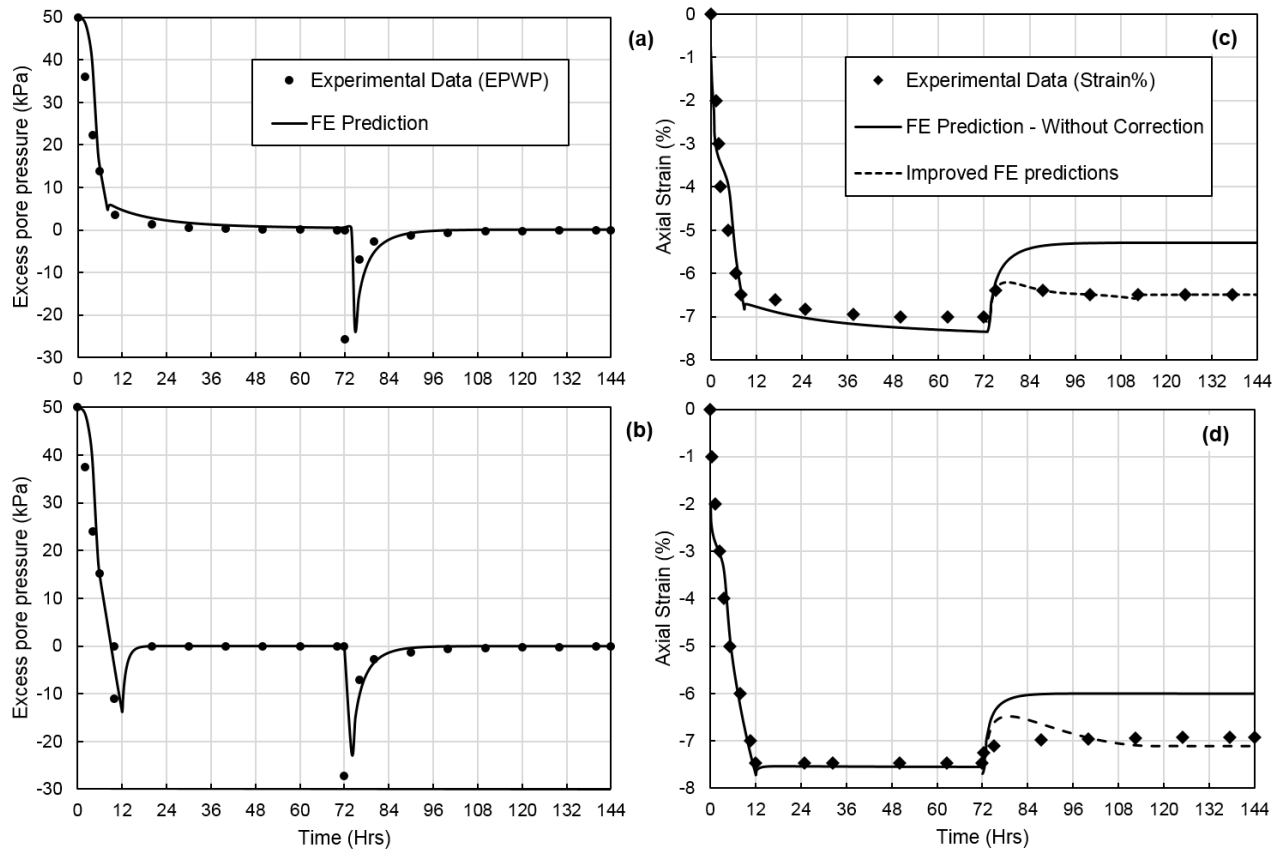 (a)
Excess pore pressure (kPa)
50
40
30
20
10
0
-10
-20
-30
Experimental Data (EPWP)
FE Prediction
0 12 24 36 48 60 72 84 96 108 120 132 144
(c)
Axial Strain (%)
0
-1
-2
-3
-4
-5
-6
-7
-8
Experimental Data (Strain%)
FE Prediction - Without Correction
Improved FE predictions
0 12 24 36 48 60 72 84 96 108 120 132 144
(b)
Excess pore pressure (kPa)
50
40
30
20
10
0
-10
-20
-30
0 12 24 36 48 60 72 84 96 108 120 132 144
Time (Hrs)
(d)
Axial Strain (%)
0
-1
-2
-3
-4
-5
-6
-7
-8
0 12 24 36 48 60 72 84 96 108 120 132 144
Time (Hrs)